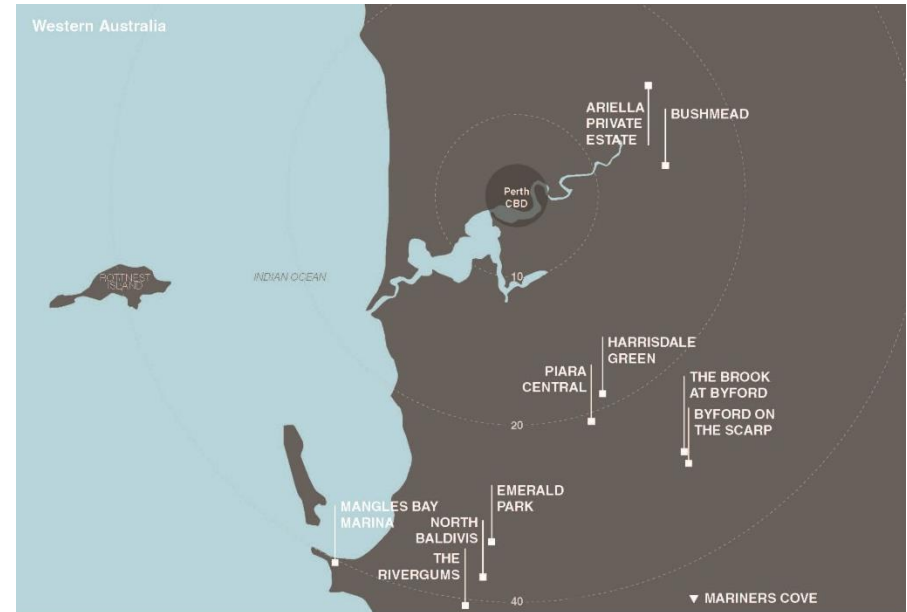 Western Australia
ARIELLA
PRIVATE
ESTATE
BUSHMEAD
Perth
CBD
ROTTNEST
ISLAND
INDIAN OCEAN
10
HARRISDALE
GREEN
PIARA
CENTRAL
THE BROOK
AT BYFORD
BYFORD ON
THE SCARP
20
EMERALD
PARK
MANGLES BAY
MARINA
NORTH
BALDIVIS
THE
RIVERGUMS
40
▼ MARINERS COVE